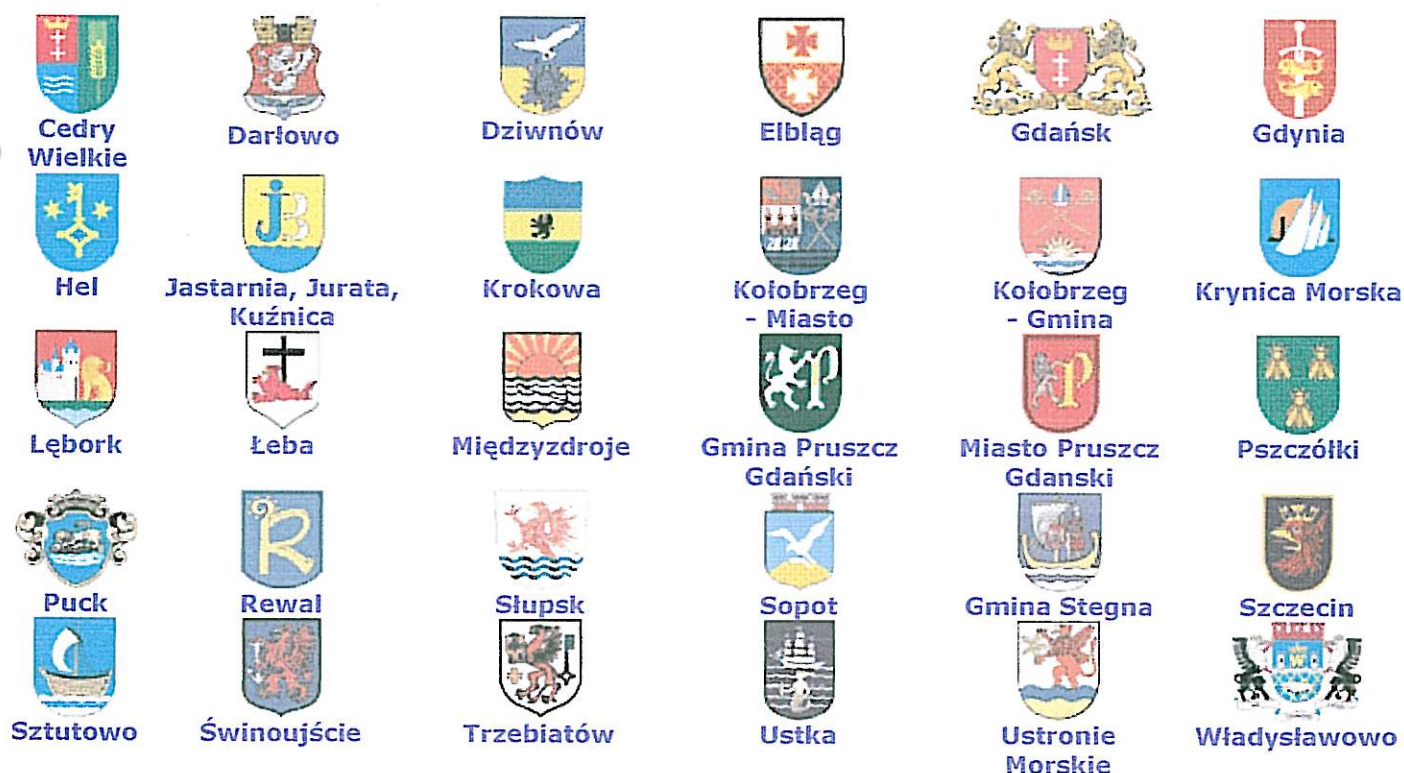 Cedry
Wielkie
Darłowo
Dziwnów
Elbląg
Gdańsk
Gdynia
Hel
Jastarnia, Jurata,
Kuźnica
Krokowa
Kołobrzeg
- Miasto
Kołobrzeg
- Gmina
Krynica Morska
Lębork
Łeba
Międzyzdroje
Gmina Pruszcz
Gdański
Miasto Pruszcz
Gdanski
Pszczółki
Puck
Rewal
Słupsk
Sopot
Gmina Stegna
Szczecin
Sztutowo
Świnoujście
Trzebiatów
Ustka
Ustronie
Morskie
Władysławowo